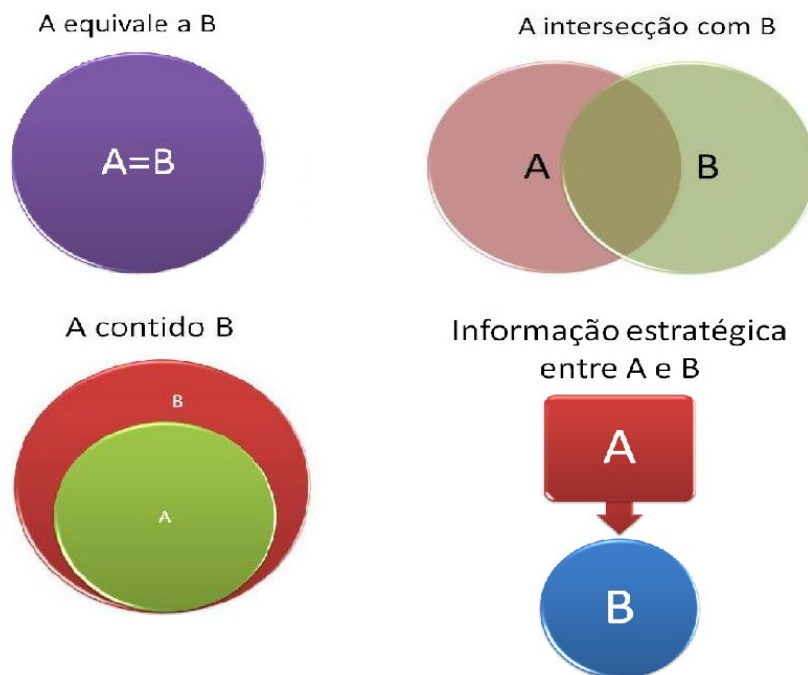 A equivale a B
A=B
A intersecção com B
A B
A contido B
B
A
Informação estratégica
entre A e B
A
B